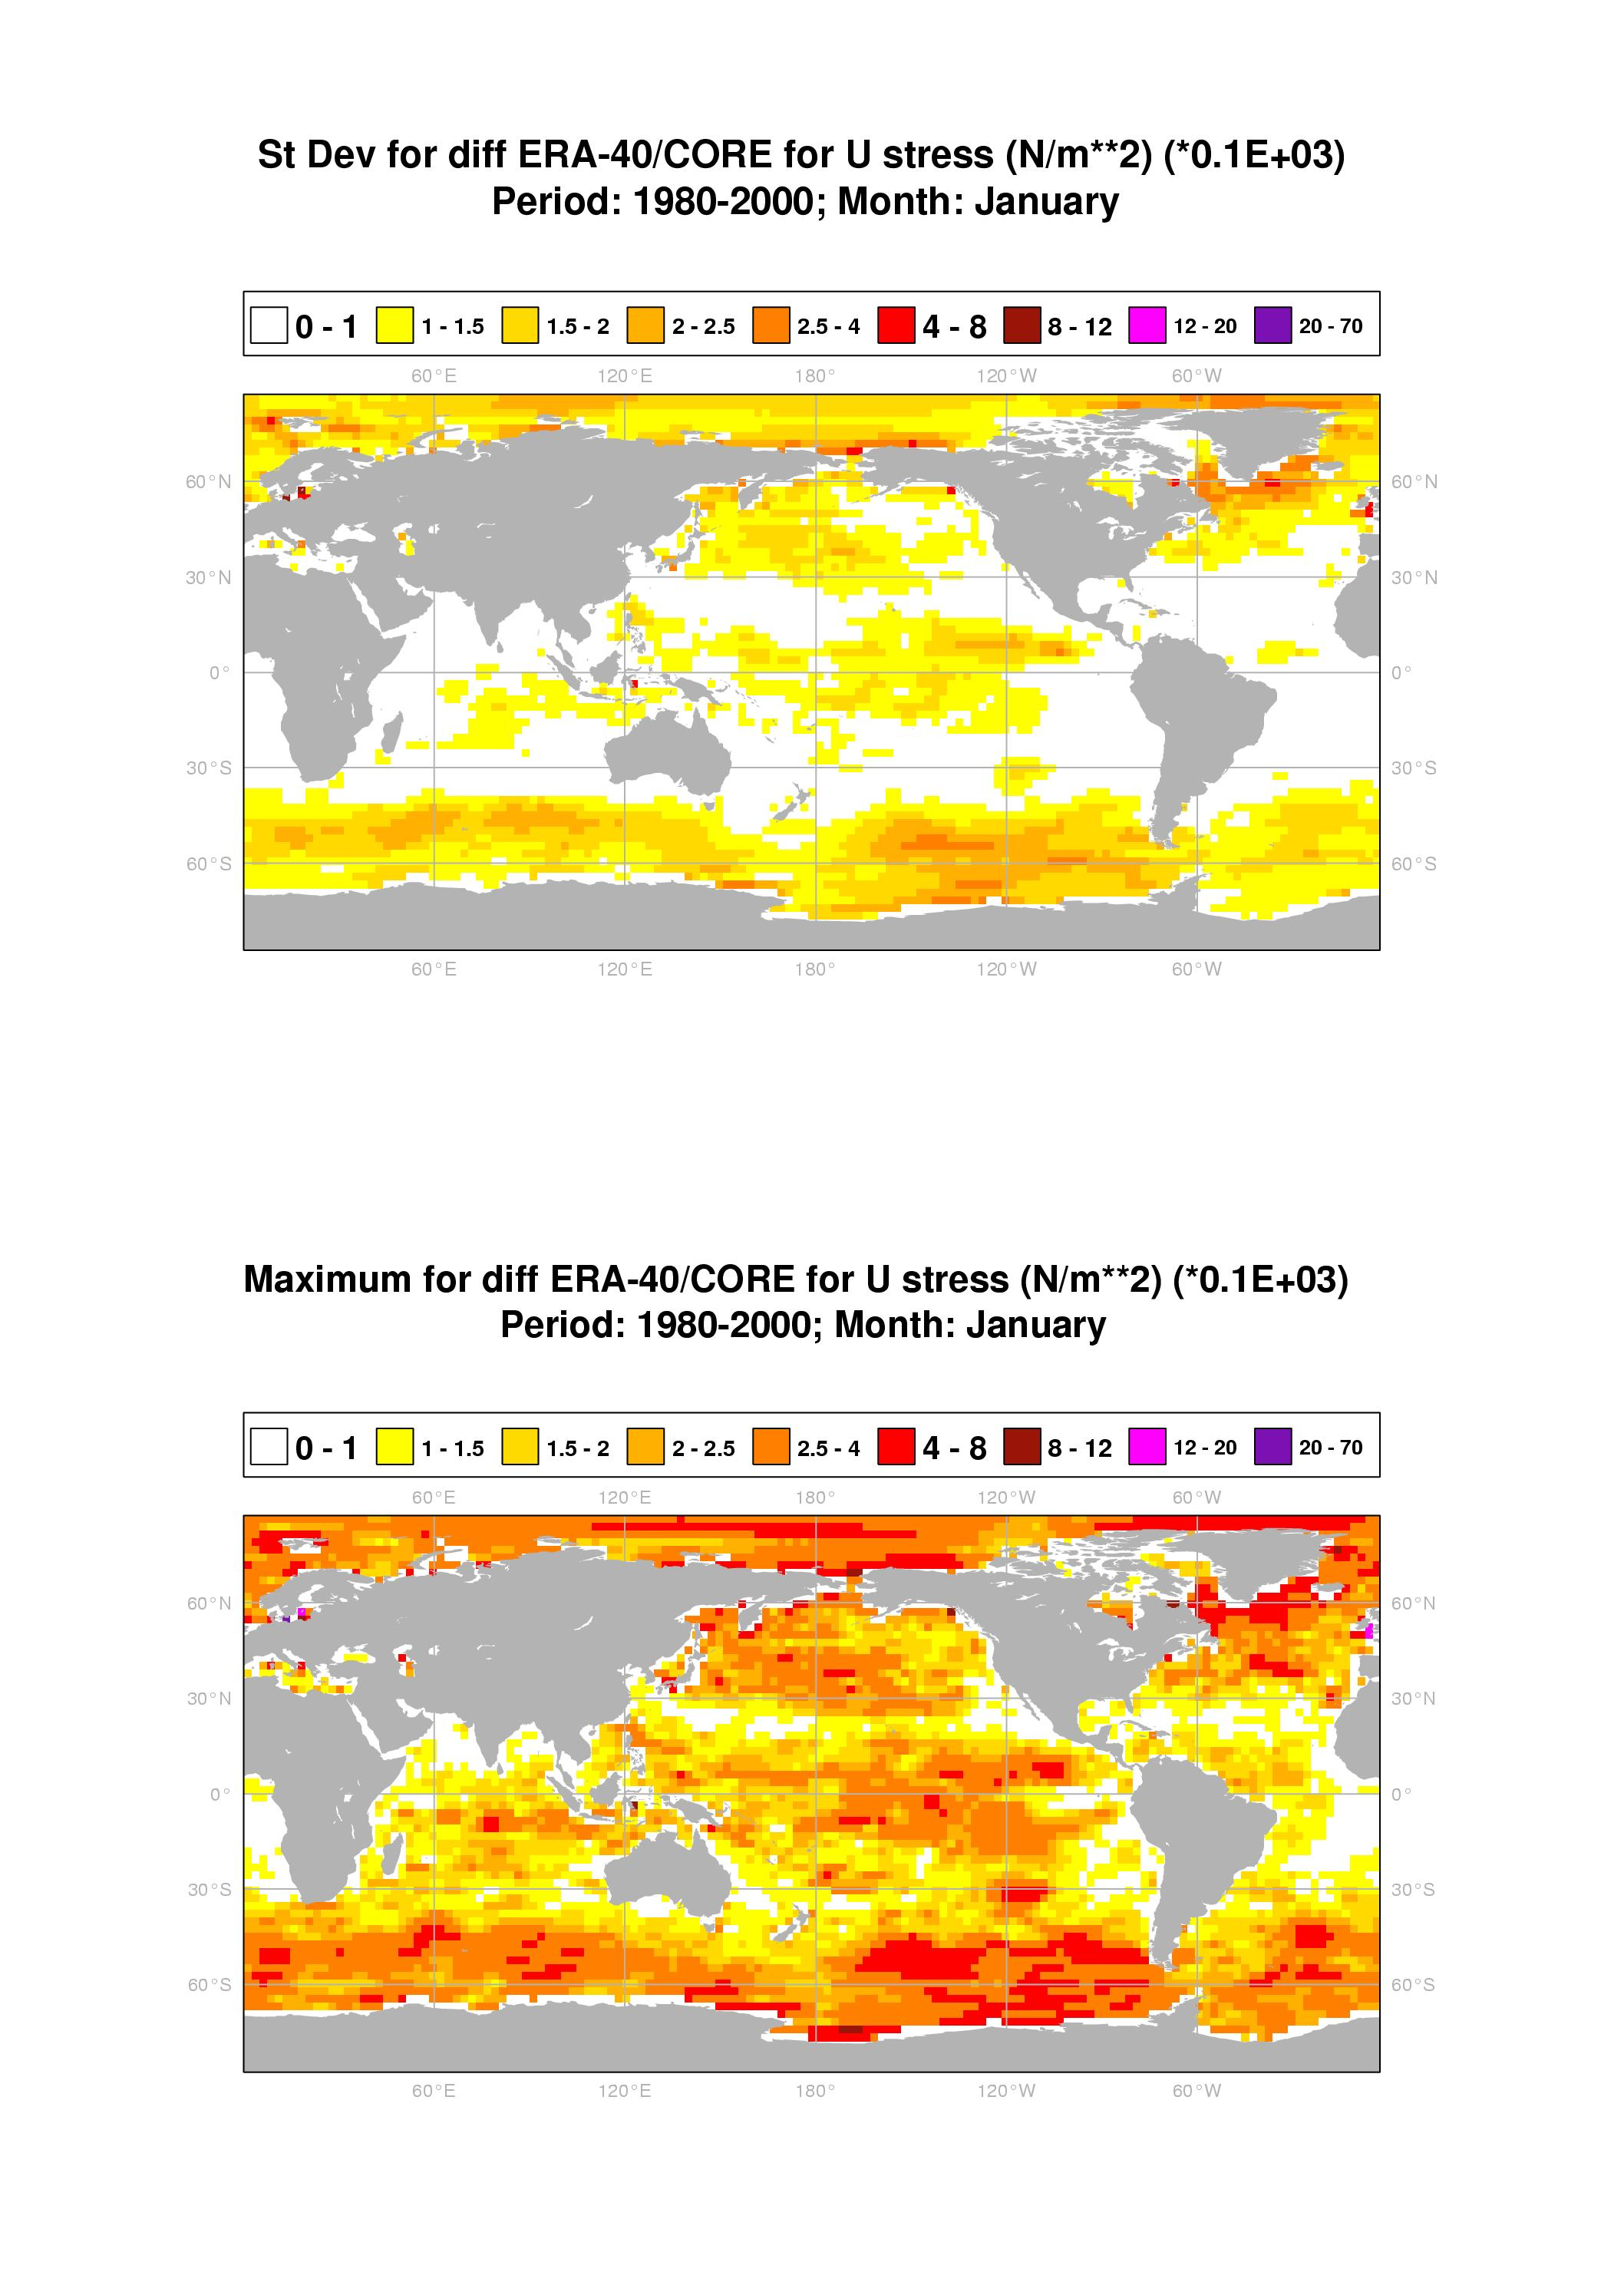 St Dev for diff ERA-40/CORE for U stress (N/m**2) (*0.1E+03)
Period: 1980-2000; Month: January
0 - 1 1 - 1.5 1.5 - 2 2 - 2.5 2.5 - 4 4 - 8 8 - 12 12 - 20 20 - 70
60°E 120°E 180° 120°W 60°W
60°N 60°N
30°N 30°N
0° 0°
30°S 30°S
60°S 60°S
60°E 120°E 180° 120°W 60°W
Maximum for diff ERA-40/CORE for U stress (N/m**2) (*0.1E+03)
Period: 1980-2000; Month: January
0 - 1 1 - 1.5 1.5 - 2 2 - 2.5 2.5 - 4 4 - 8 8 - 12 12 - 20 20 - 70
60°E 120°E 180° 120°W 60°W
60°N 60°N
30°N 30°N
0° 0°
30°S 30°S
60°S 60°S
60°E 120°E 180° 120°W 60°W